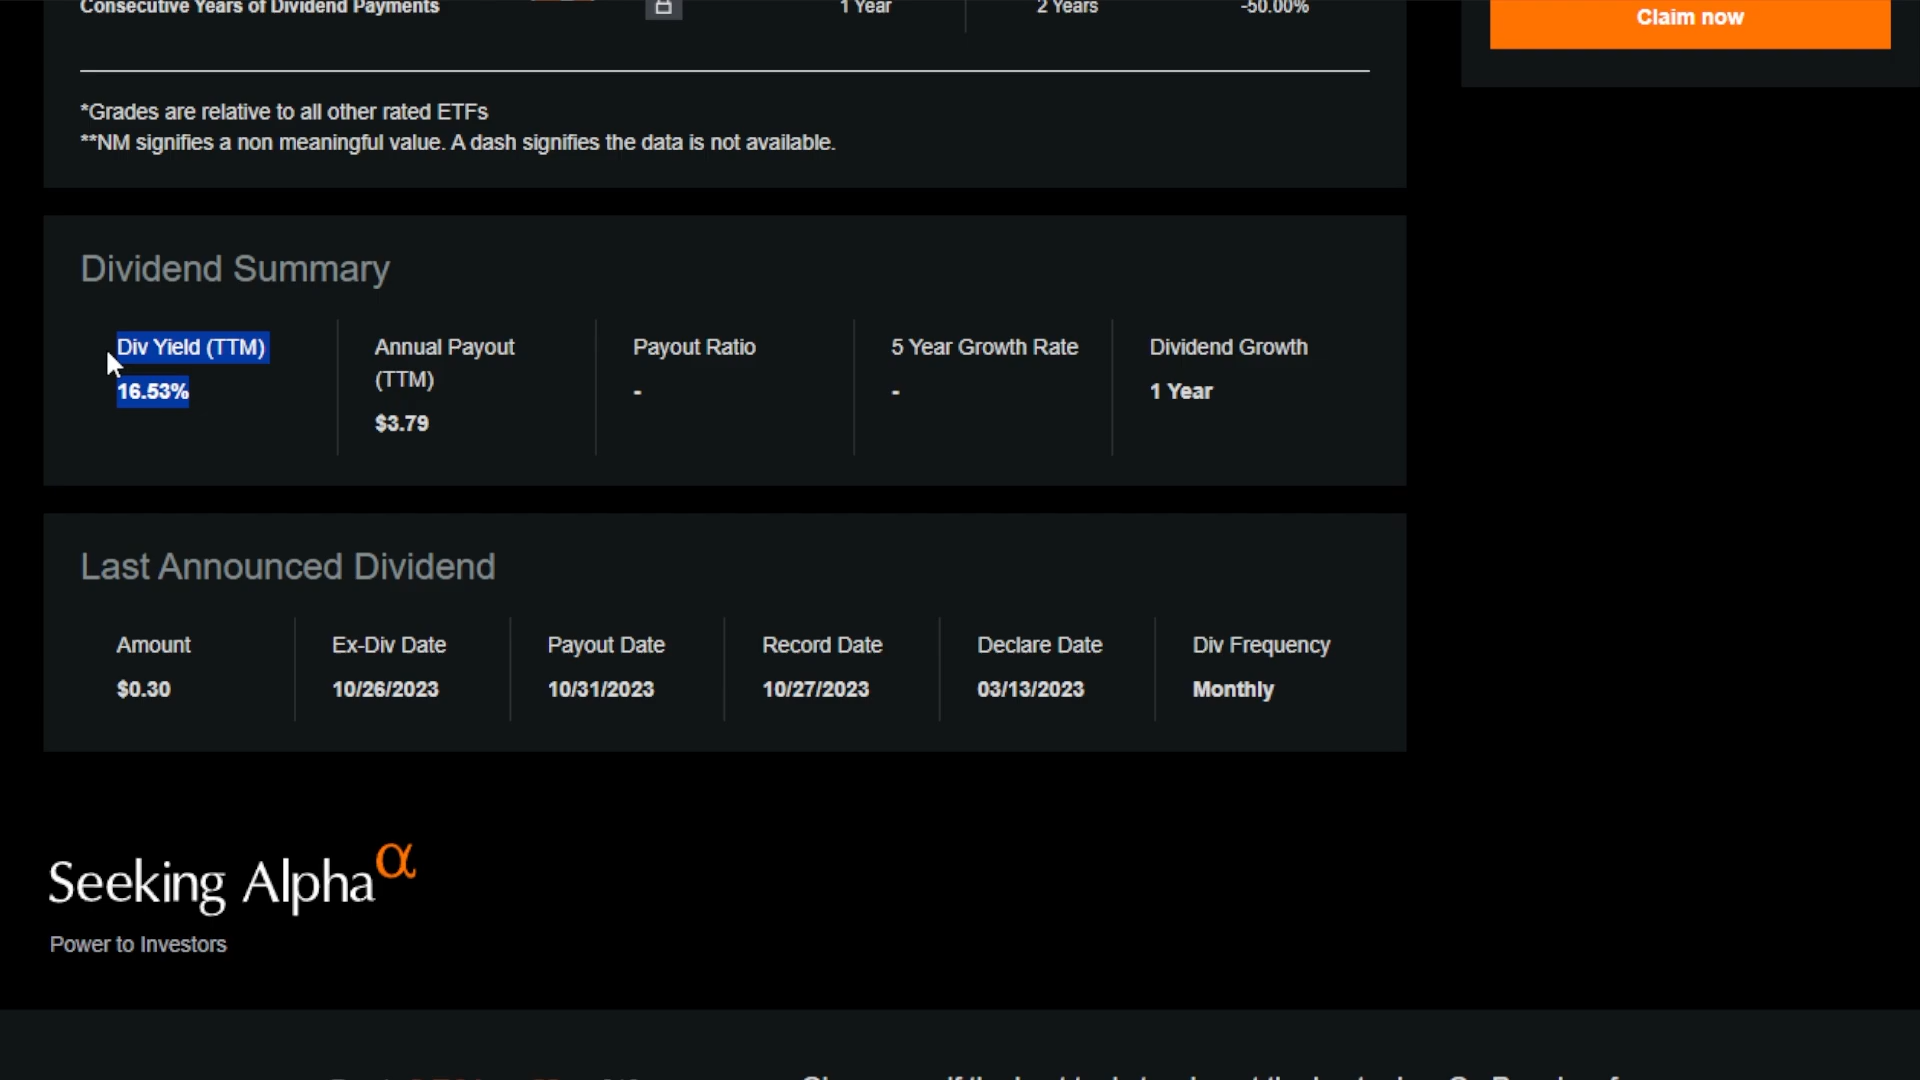 Consecutive Years of Dividend Payments 1 Year 2 Years -50.00%
Claim now
*Grades are relative to all other rated ETFs
**NM signifies a non meaningful value. A dash signifies the data is not available.
Dividend Summary
Div Yield (TTM)
16.53%
Annual Payout
(TTM)
$3.79
Payout Ratio
-
5 Year Growth Rate
-
Dividend Growth
1 Year
Last Announced Dividend
Amount
$0.30
Ex-Div Date
10/26/2023
Payout Date
10/31/2023
Record Date
10/27/2023
Declare Date
03/13/2023
Div Frequency
Monthly
Seeking Alpha α
Power to Investors